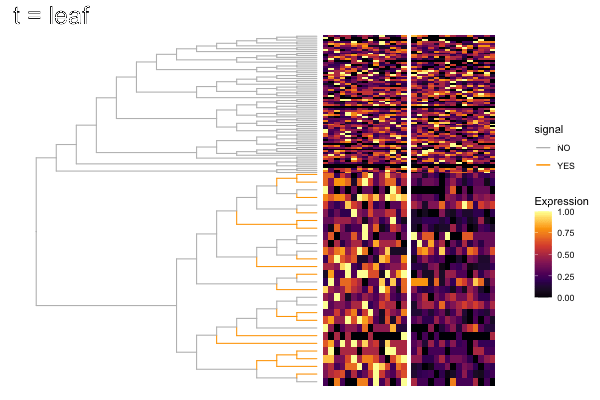 t = leaf
signal
NO
YES
Expression
1.00
0.75
0.50
0.25
0.00